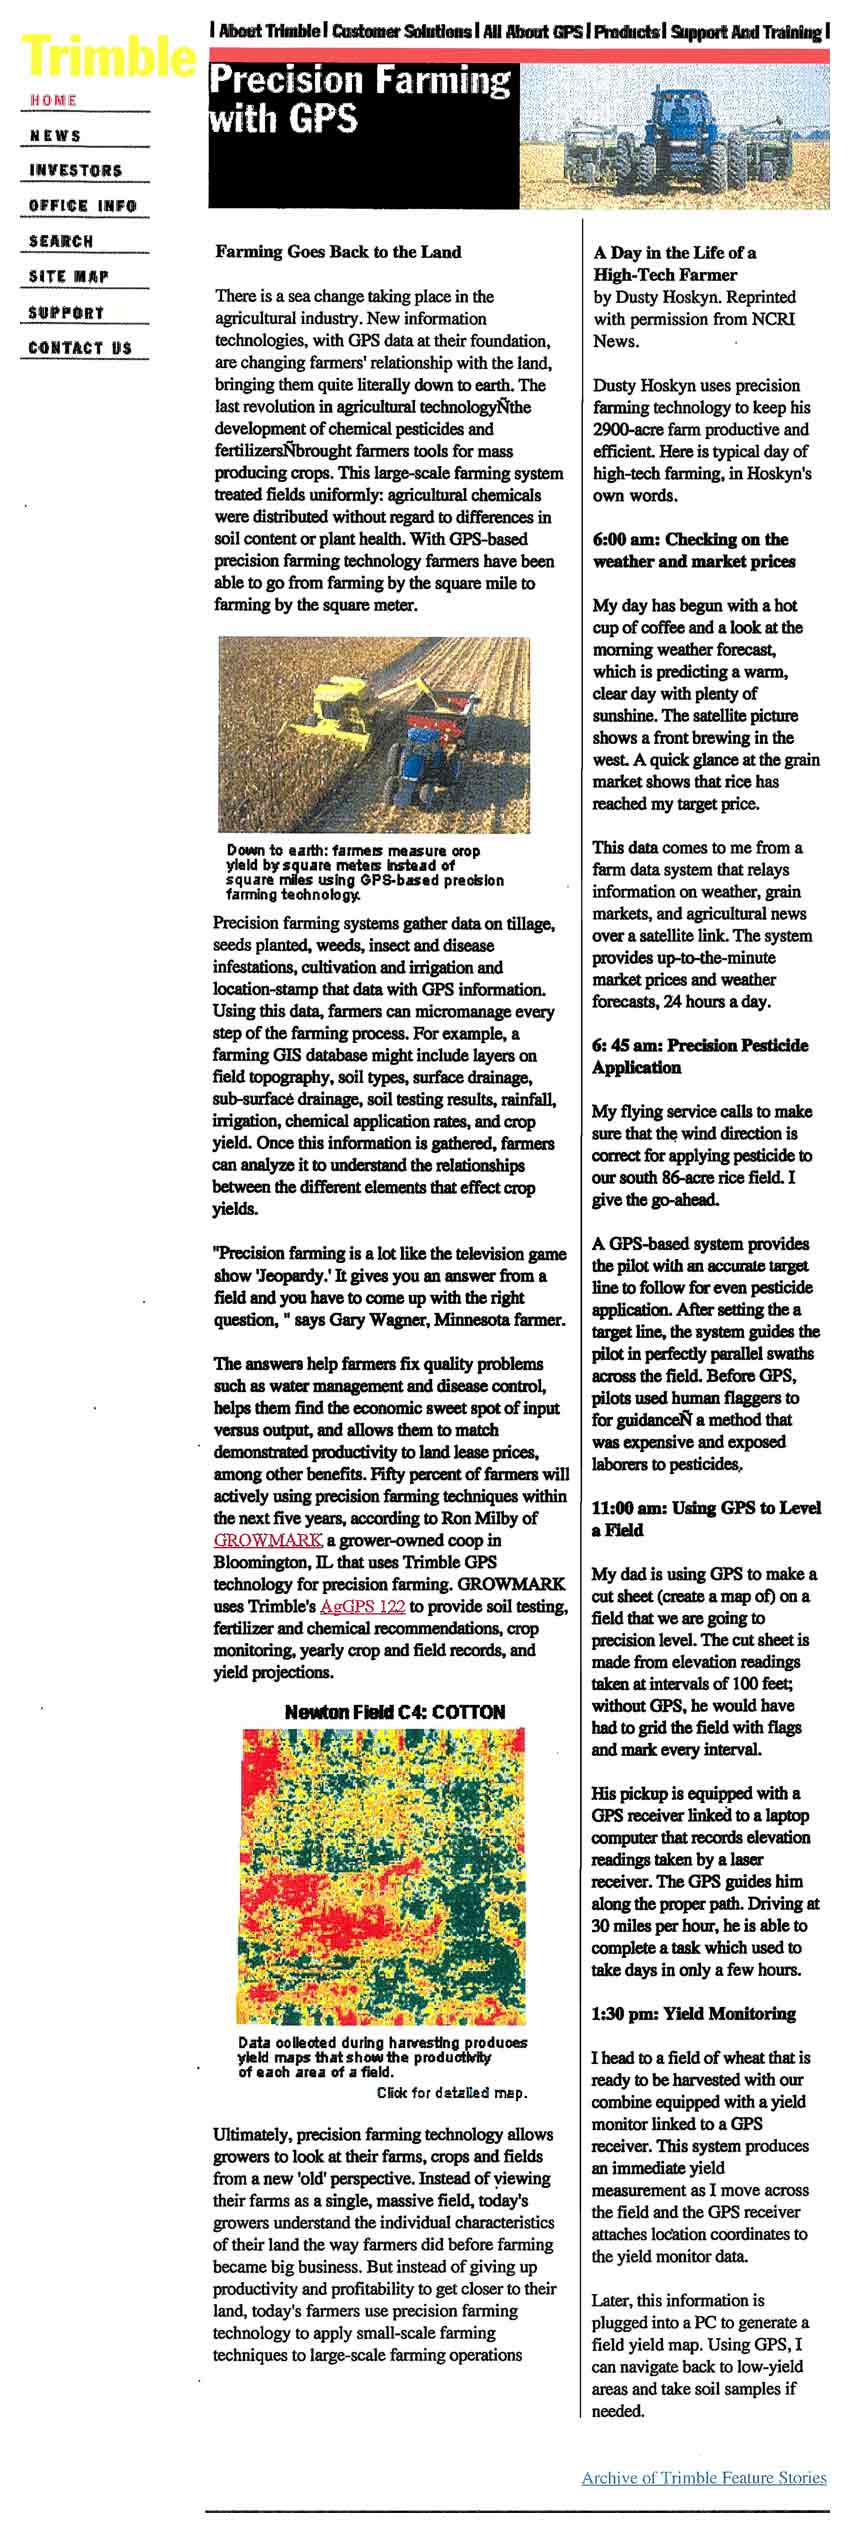 | About Trimble | Customer Solutions | All About GPS | Products | Support And Training |
Trimble
HOME
NEWS
INVESTORS
OFFICE INFO
SEARCH
SITE MAP
SUPPORT
CONTACT US
Precision Farming
with GPS
Farming Goes Back to the Land
There is a sea change taking place in the
agricultural industry. New information
technologies, with GPS data at their foundation,
are changing farmers' relationship with the land,
bringing them quite literally down to earth. The
last revolution in agricultural technologyÑthe
development of chemical pesticides and
fertilizersÑbrought farmers tools for mass
producing crops. This large-scale farming system
treated fields uniformly: agricultural chemicals
were distributed without regard to differences in
soil content or plant health. With GPS-based
precision farming technology farmers have been
able to go from farming by the square mile to
farming by the square meter.
Down to earth: farmers measure crop
yield by square meters instead of
square miles using GPS-based precision
farming technology.
Precision farming systems gather data on tillage,
seeds planted, weeds, insect and disease
infestations, cultivation and irrigation and
location-stamp that data with GPS information.
Using this data, farmers can micromanage every
step of the farming process. For example, a
farming GIS database might include layers on
field topography, soil types, surface drainage,
sub-surface drainage, soil testing results, rainfall,
irrigation, chemical application rates, and crop
yield. Once this information is gathered, farmers
can analyze it to understand the relationships
between the different elements that effect crop
yields.
"Precision farming is a lot like the television game
show 'Jeopardy.' It gives you an answer from a
field and you have to come up with the right
question, " says Gary Wagner, Minnesota farmer.
The answers help farmers fix quality problems
such as water management and disease control,
helps them find the economic sweet spot of input
versus output, and allows them to match
demonstrated productivity to land lease prices,
among other benefits. Fifty percent of farmers will
actively using precision farming techniques within
the next five years, according to Ron Milby of
GROWMARK a grower-owned coop in
Bloomington, IL that uses Trimble GPS
technology for precision farming. GROWMARK
uses Trimble's AgGPS 122 to provide soil testing,
fertilizer and chemical recommendations, crop
monitoring, yearly crop and field records, and
yield projections.
Newton Field C4: COTTON
Data collected during harvesting produces
yield maps that show the productivity
of each area of a field.
Click for detailed map.
Ultimately, precision farming technology allows
growers to look at their farms, crops and fields
from a new 'old' perspective. Instead of viewing
their farms as a single, massive field, today's
growers understand the individual characteristics
of their land the way farmers did before farming
became big business. But instead of giving up
productivity and profitability to get closer to their
land, today's farmers use precision farming
technology to apply small-scale farming
techniques to large-scale farming operations
A Day in the Life of a
High-Tech Farmer
by Dusty Hoskyn. Reprinted
with permission from NCRI
News.
Dusty Hoskyn uses precision
farming technology to keep his
2900-acre farm productive and
efficient. Here is typical day of
high-tech farming, in Hoskyn's
own words.
6:00 am: Checking on the
weather and market prices
My day has begun with a hot
cup of coffee and a look at the
morning weather forecast,
which is predicting a warm,
clear day with plenty of
sunshine. The satellite picture
shows a front brewing in the
west. A quick glance at the grain
market shows that rice has
reached my target price.
This data comes to me from a
farm data system that relays
information on weather, grain
markets, and agricultural news
over a satellite link. The system
provides up-to-the-minute
market prices and weather
forecasts, 24 hours a day.
6: 45 am: Precision Pesticide
Application
My flying service calls to make
sure that the wind direction is
correct for applying pesticide to
our south 86-acre rice field. I
give the go-ahead.
A GPS-based system provides
the pilot with an accurate target
line to follow for even pesticide
application. After setting the a
target line, the system guides the
pilot in perfectly parallel swaths
across the field. Before GPS,
pilots used human flaggers to
for guidanceÑ a method that
was expensive and exposed
laborers to pesticides.
11:00 am: Using GPS to Level
a Field
My dad is using GPS to make a
cut sheet (create a map of) on a
field that we are going to
precision level. The cut sheet is
made from elevation readings
taken at intervals of 100 feet;
without GPS, he would have
had to grid the field with flags
and mark every interval.
His pickup is equipped with a
GPS receiver linked to a laptop
computer that records elevation
readings taken by a laser
receiver. The GPS guides him
along the proper path. Driving at
30 miles per hour, he is able to
complete a task which used to
take days in only a few hours.
1:30 pm: Yield Monitoring
I head to a field of wheat that is
ready to be harvested with our
combine equipped with a yield
monitor linked to a GPS
receiver. This system produces
an immediate yield
measurement as I move across
the field and the GPS receiver
attaches location coordinates to
the yield monitor data.
Later, this information is
plugged into a PC to generate a
field yield map. Using GPS, I
can navigate back to low-yield
areas and take soil samples if
needed.
Archive of Trimble Feature Stories